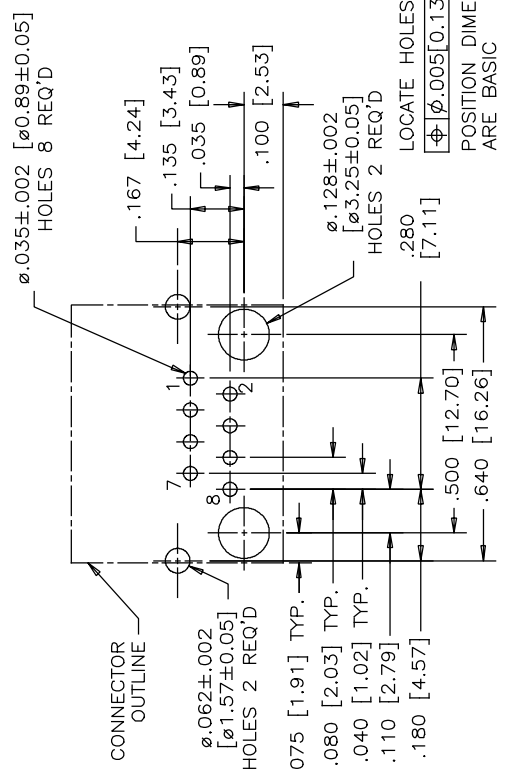 ø.035±.002 [ø0.89±0.05]
HOLES 8 REQ'D
.167 [4.24]
.135 [3.43]
.035 [0.89]
.100 [2.53]
ø.128±.002
[ø3.25±0.05]
HOLES 2 REQ'D
LOCATE HOLES
⌖ ø.005[0.13
POSITION DIME
ARE BASIC
.280
[7.11]
1
2
7
8
CONNECTOR
OUTLINE
ø.062±.002
[ø1.57±0.05]
HOLES 2 REQ'D
075 [1.91] TYP.
.080 [2.03] TYP.
.040 [1.02] TYP.
.110 [2.79]
.180 [4.57]
.500 [12.70]
.640 [16.26]